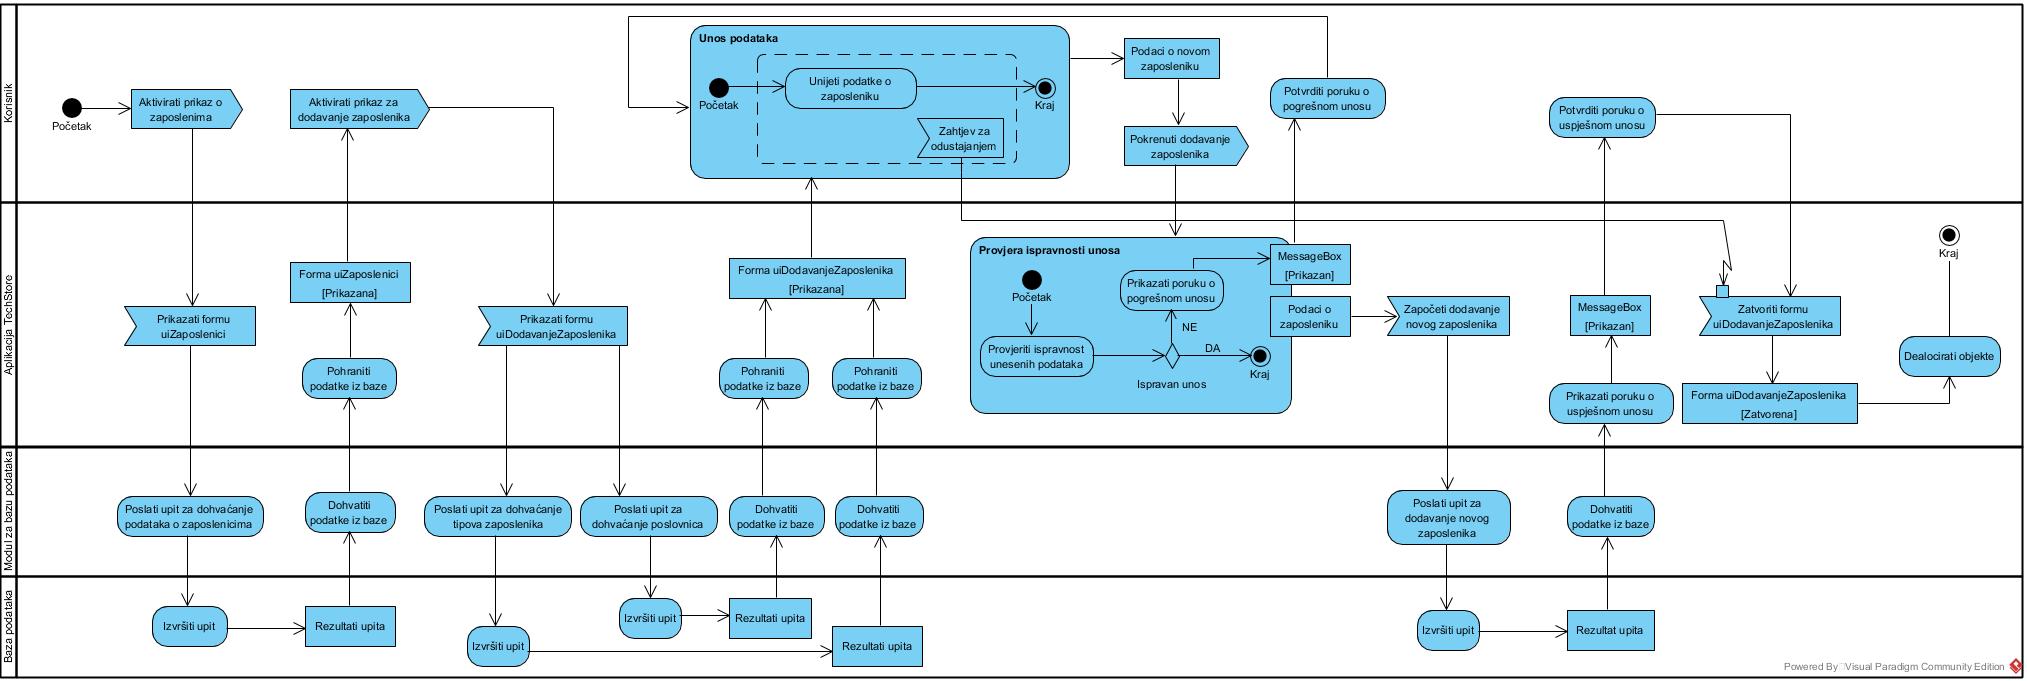 Korisnik
Početak
Aktivirati prikaz o
zaposlenima
Aktivirati prikaz za
dodavanje zaposlenika
Unos podataka
Početak
Unijeti podatke o
zaposleniku
Kraj
Zahtjev za
odustajanjem
Podaci o novom
zaposleniku
Pokrenuti dodavanje
zaposlenika
Potvrditi poruku o
pogrešnom unosu
Potvrditi poruku o
uspješnom unosu
Aplikacija TechStore
Prikazati formu
uiZaposlenici
Forma uiZaposlenici
[Prikazana]
Pohraniti
podatke iz baze
Prikazati formu
uiDodavanjeZaposlenika
Forma uiDodavanjeZaposlenika
[Prikazana]
Pohraniti
podatke iz baze
Pohraniti
podatke iz baze
Provjera ispravnosti unosa
Početak
Provjeriti ispravnost
unesenih podataka
Prikazati poruku o
pogrešnom unosu
NE
DA
Ispravan unos
Kraj
MessageBox
[Prikazan]
Podaci o
zaposleniku
Započeti dodavanje
novog zaposlenika
MessageBox
[Prikazan]
Prikazati poruku o
uspješnom unosu
Zatvoriti formu
uiDodavanjeZaposlenika
Forma uiDodavanjeZaposlenika
[Zatvorena]
Dealocirati objekte
Kraj
Modul za bazu podataka
Poslati upit za dohvaćanje
podataka o zaposlenicima
Dohvatiti
podatke iz baze
Poslati upit za dohvaćanje
tipova zaposlenika
Poslati upit za
dohvaćanje poslovnica
Dohvatiti
podatke iz baze
Dohvatiti
podatke iz baze
Poslati upit za
dodavanje novog
zaposlenika
Dohvatiti
podatke iz baze
Baza podataka
Izvršiti upit
Rezultati upita
Izvršiti upit
Izvršiti upit
Rezultati upita
Rezultati upita
Izvršiti upit
Rezultat upita
Powered By Visual Paradigm Community Edition